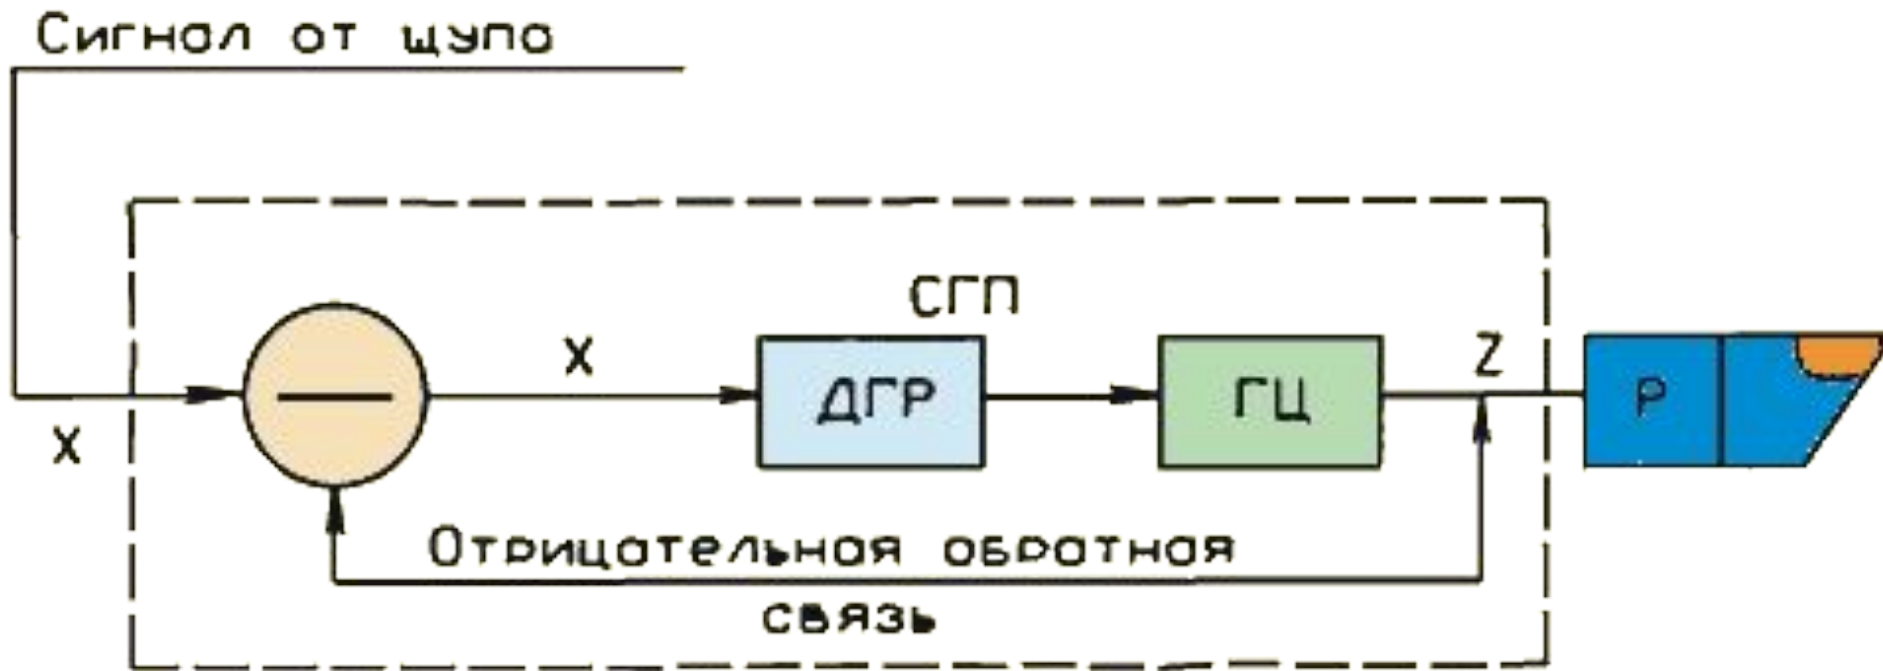 Сигнал от щупа
СГП
X
Z
ДГР
ГЦ
Р
X
Отрицательная обратная
связь